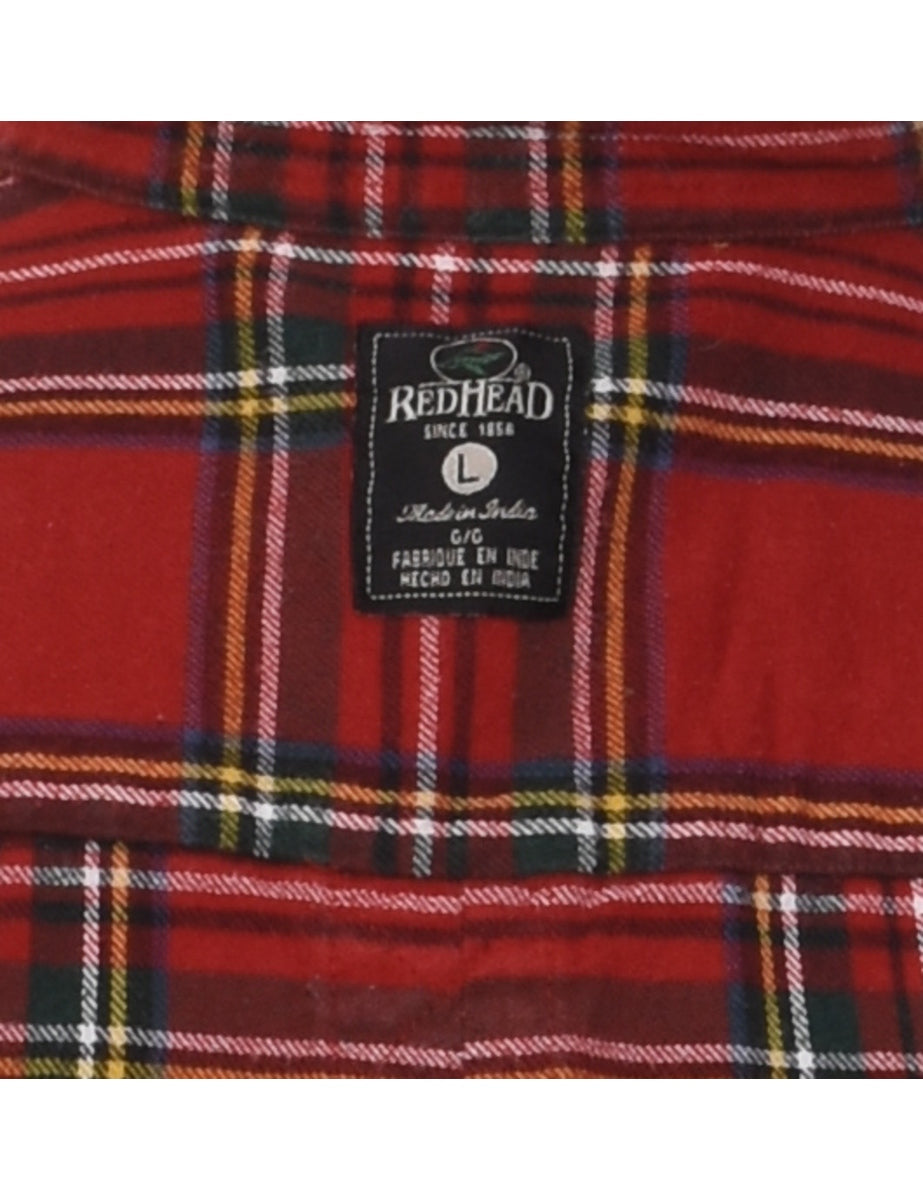 REDHEAD
SINCE 1856
L
Made in India
G/G
FABRIQUE EN INDE
HECHO EN INDIA